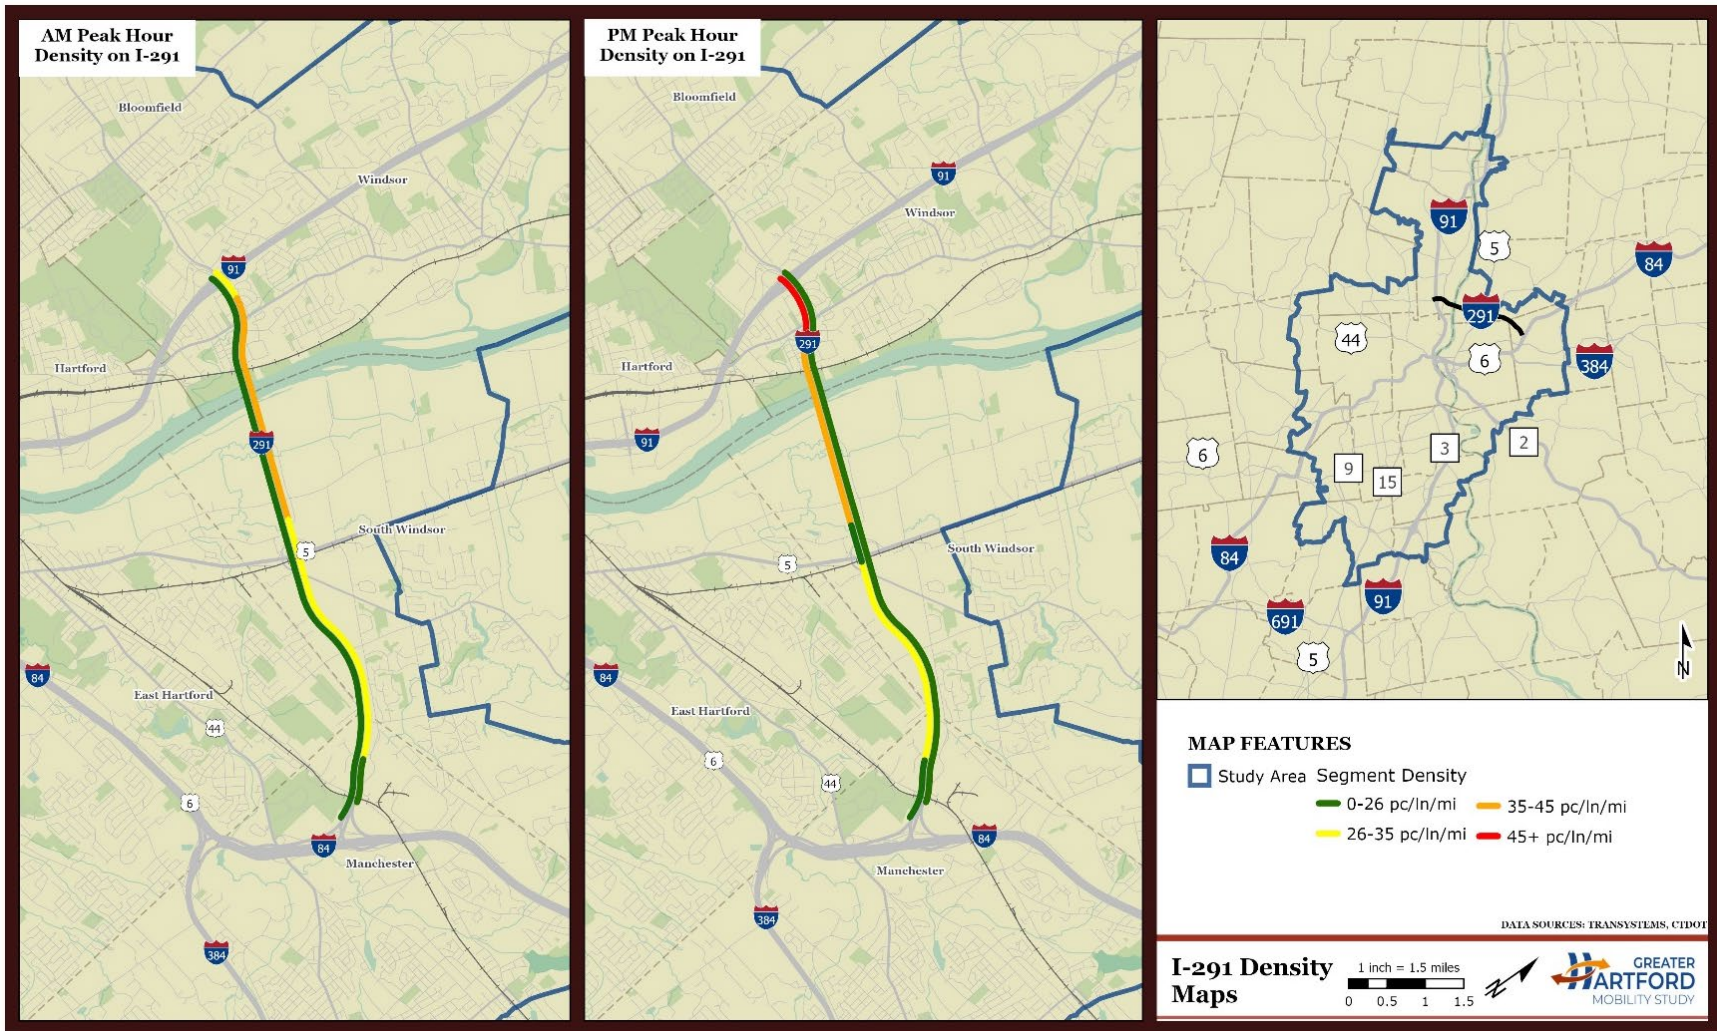 AM Peak Hour
Density on I-291
Bloomfield
Windsor
91
Hartford
291
South Windsor
5
84
East Hartford
44
6
84
Manchester
384
PM Peak Hour
Density on I-291
Bloomfield
91
Windsor
291
Hartford
91
South Windsor
5
84
East Hartford
6
44
84
Manchester
384
91
5
84
291
44
6
384
3
2
6
9
15
84
91
691
5
N
MAP FEATURES
Study Area
Segment Density
0-26 pc/ln/mi
35-45 pc/ln/mi
26-35 pc/ln/mi
45+ pc/ln/mi
DATA SOURCES: TRANSYSTEMS, CTDOT
I-291 Density
Maps
1 inch = 1.5 miles
0 0.5 1 1.5
N
GREATER
HARTFORD
MOBILITY STUDY